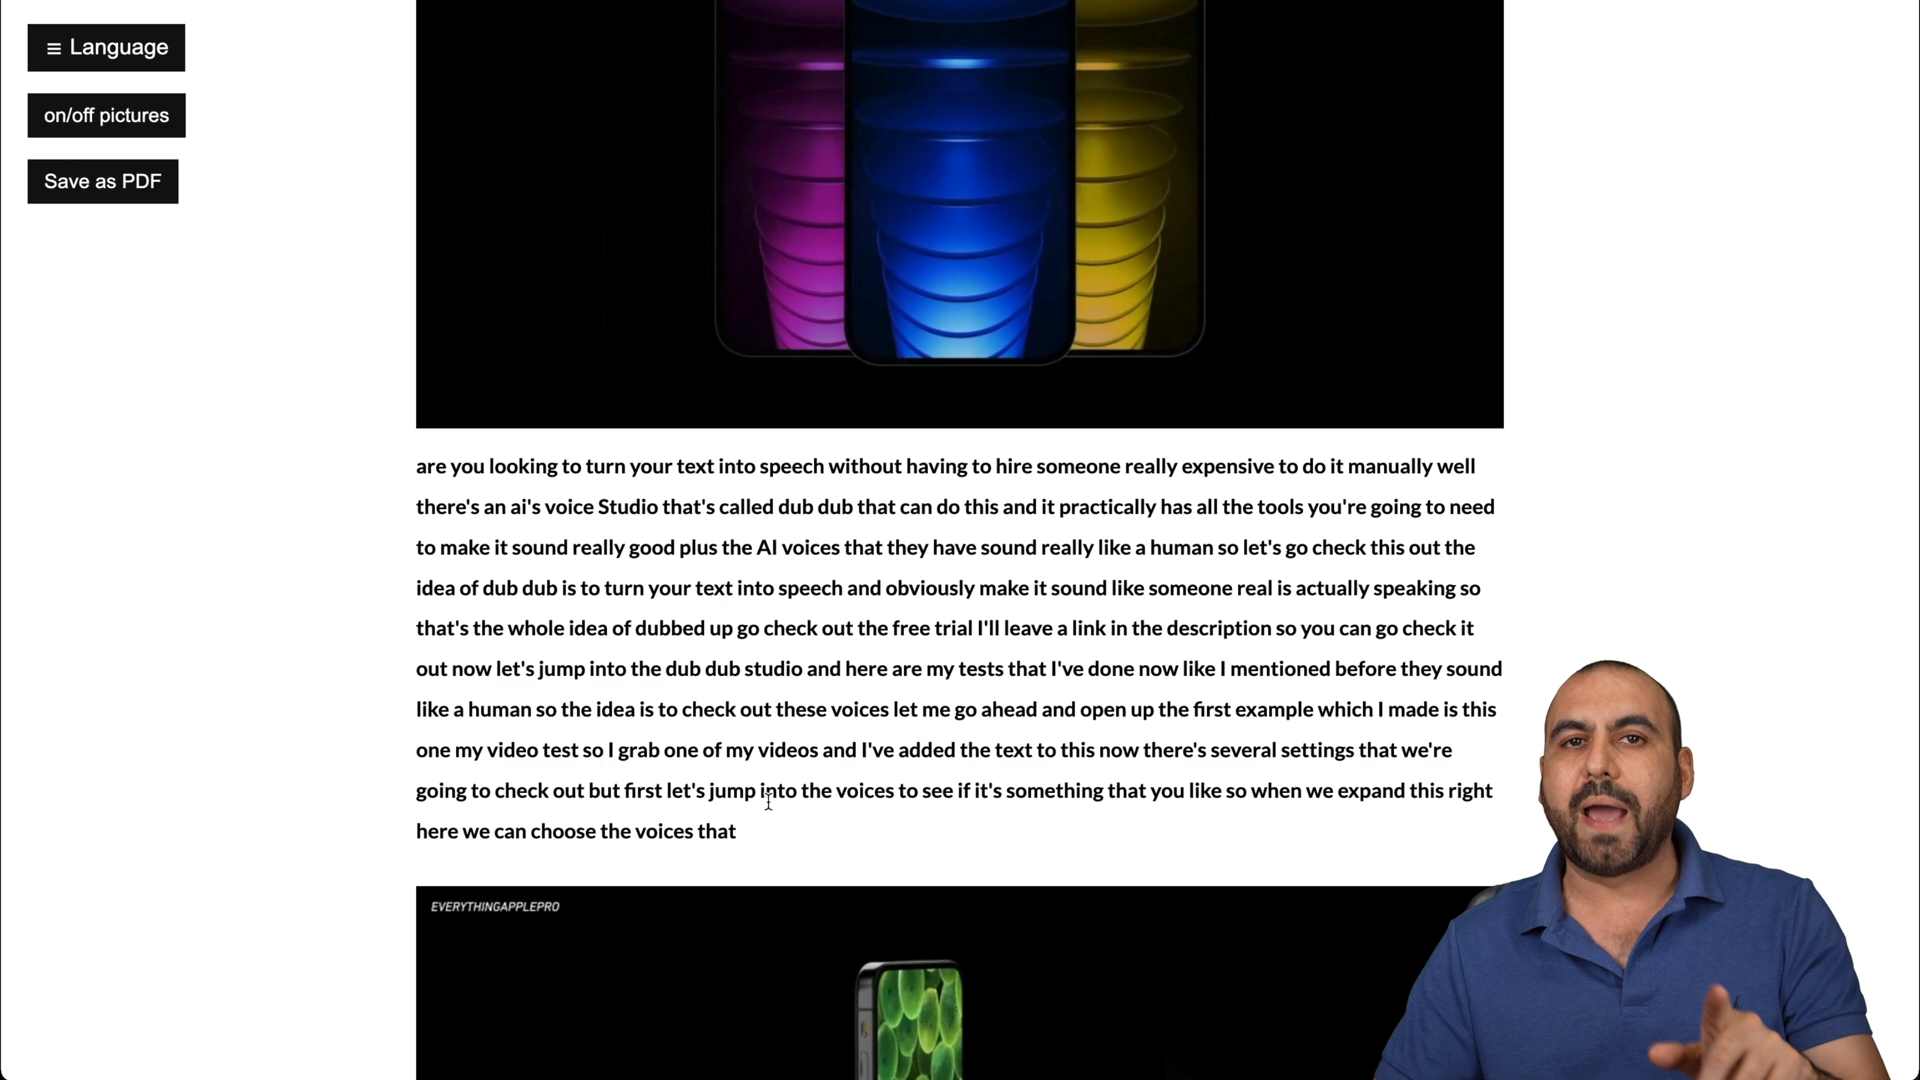 ≡ Language
on/off pictures
Save as PDF
are you looking to turn your text into speech without having to hire someone really expensive to do it manually well
there's an ai's voice Studio that's called dub dub that can do this and it practically has all the tools you're going to need
to make it sound really good plus the AI voices that they have sound really like a human so let's go check this out the
idea of dub dub is to turn your text into speech and obviously make it sound like someone real is actually speaking so
that's the whole idea of dubbed up go check out the free trial I'll leave a link in the description so you can go check it
out now let's jump into the dub dub studio and here are my tests that I've done now like I mentioned before they sound
like a human so the idea is to check out these voices let me go ahead and open up the first example which I made is this
one my video test so I grab one of my videos and I've added the text to this now there's several settings that we're
going to check out but first let's jump into the voices to see if it's something that you like so when we expand this right
here we can choose the voices that
EVERYTHINGAPPLEPRO